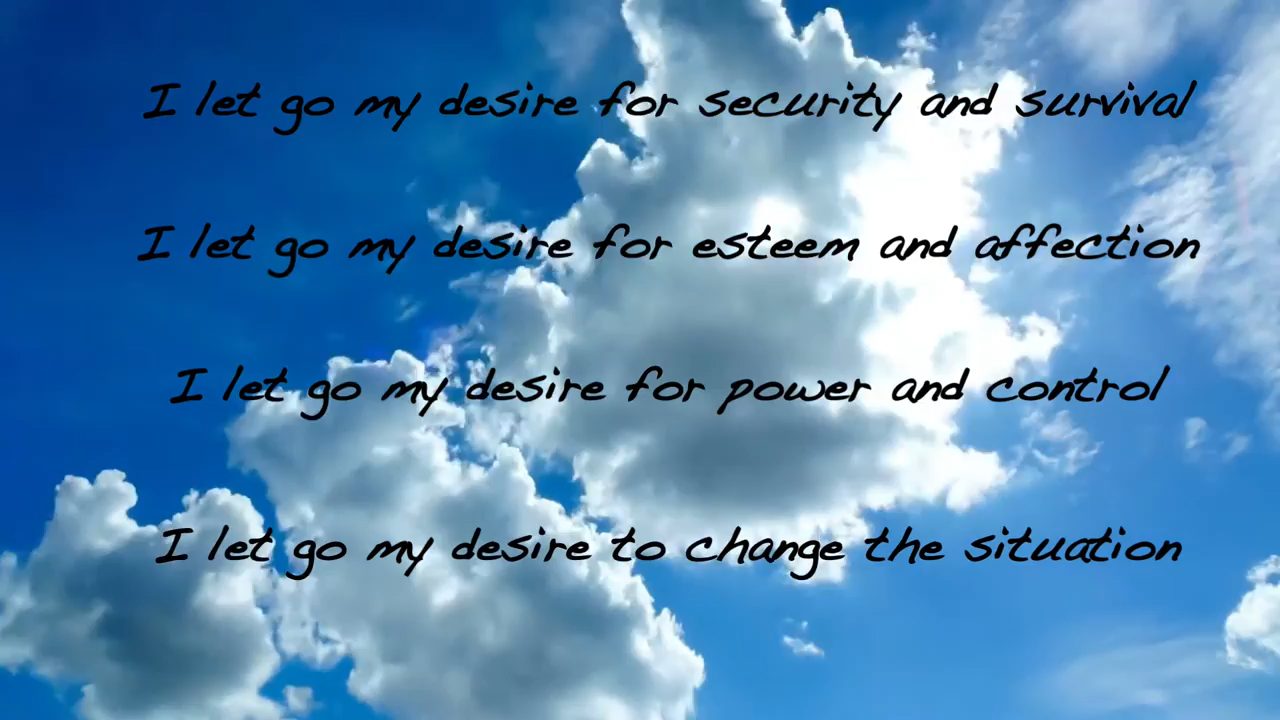 I let go my desire for security and survival
I let go my desire for esteem and affection
I let go my desire for power and control
I let go my desire to change the situation